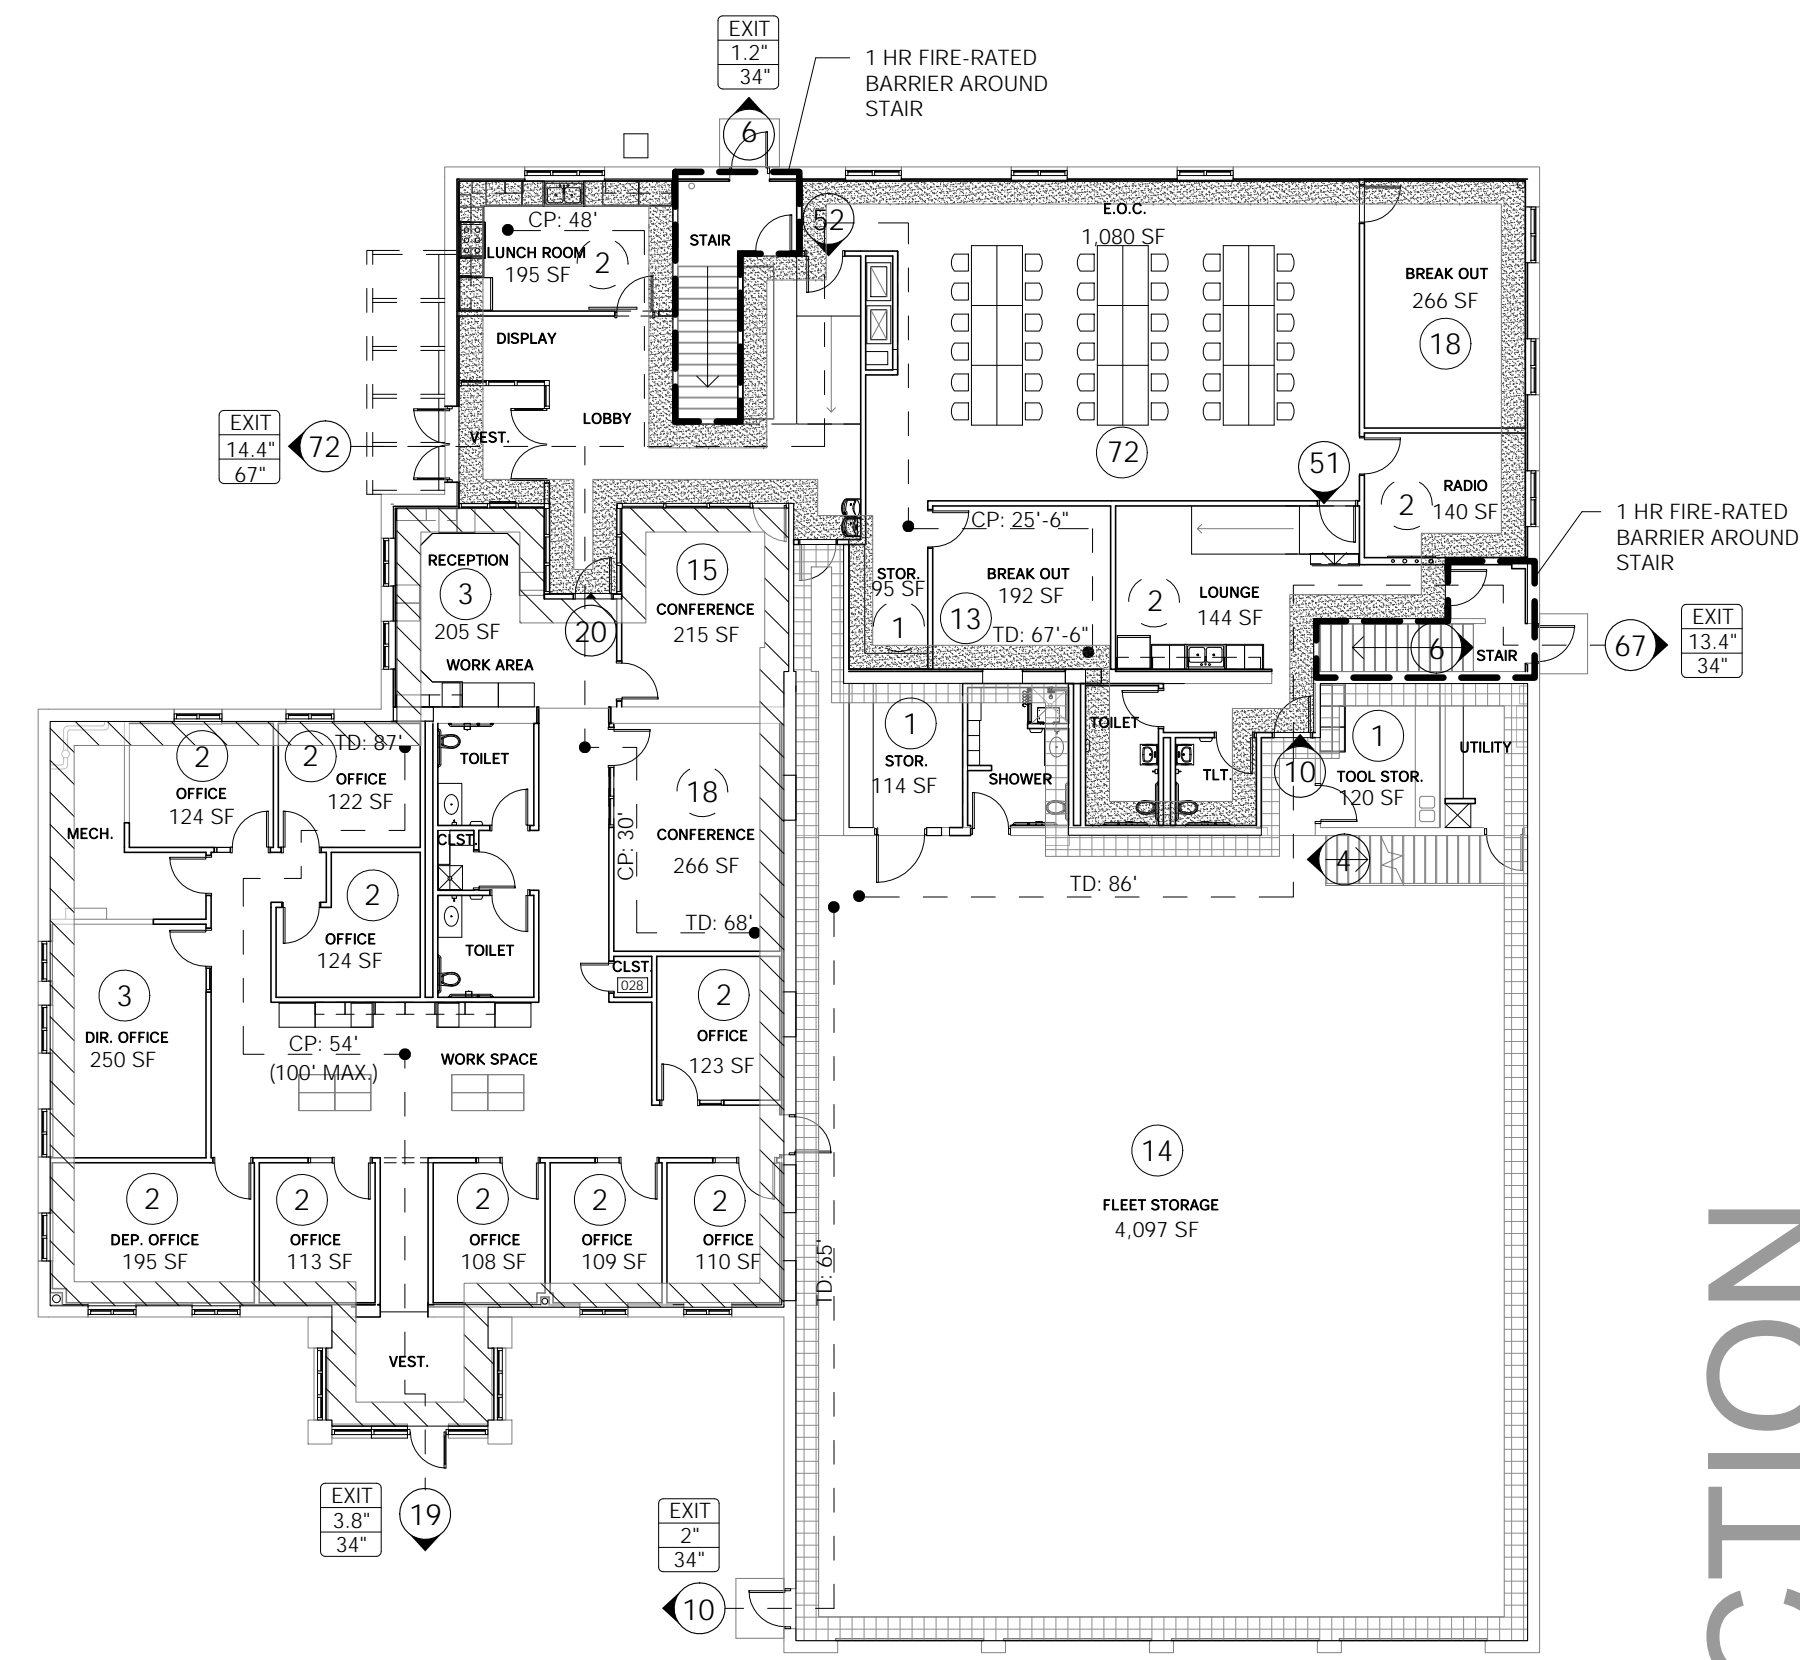 EXIT
1.2"
34"
1 HR FIRE-RATED
BARRIER AROUND
STAIR
6
52
CP: 48'
LUNCH ROOM
195 SF
2
STAIR
E.O.C.
1,080 SF
BREAK OUT
266 SF
18
DISPLAY
LOBBY
EXIT
14.4"
67"
72
VEST.
72
51
RADIO
140 SF
2
1 HR FIRE-RATED
BARRIER AROUND
STAIR
CP: 25'-6"
RECEPTION
3
205 SF
WORK AREA
15
CONFERENCE
215 SF
20
STOR.
95 SF
1
BREAK OUT
192 SF
13
TD: 67'-6"
LOUNGE
144 SF
2
6
STAIR
67
EXIT
13.4"
34"
TD: 87'
2
OFFICE
124 SF
2
OFFICE
122 SF
MECH.
TOILET
CLST.
TOILET
18
CONFERENCE
266 SF
CP: 30'
TD: 68'
1
STOR.
114 SF
SHOWER
TOILET
TLT.
10
1
TOOL STOR.
120 SF
UTILITY
4
TD: 86'
2
OFFICE
124 SF
CLST.
028
3
DIR. OFFICE
250 SF
2
OFFICE
123 SF
CP: 54'
(100' MAX.)
WORK SPACE
14
FLEET STORAGE
4,097 SF
2
DEP. OFFICE
195 SF
2
OFFICE
113 SF
2
OFFICE
108 SF
2
OFFICE
109 SF
2
OFFICE
110 SF
TD: 65'
VEST.
EXIT
3.8"
34"
19
EXIT
2"
34"
10
CTION